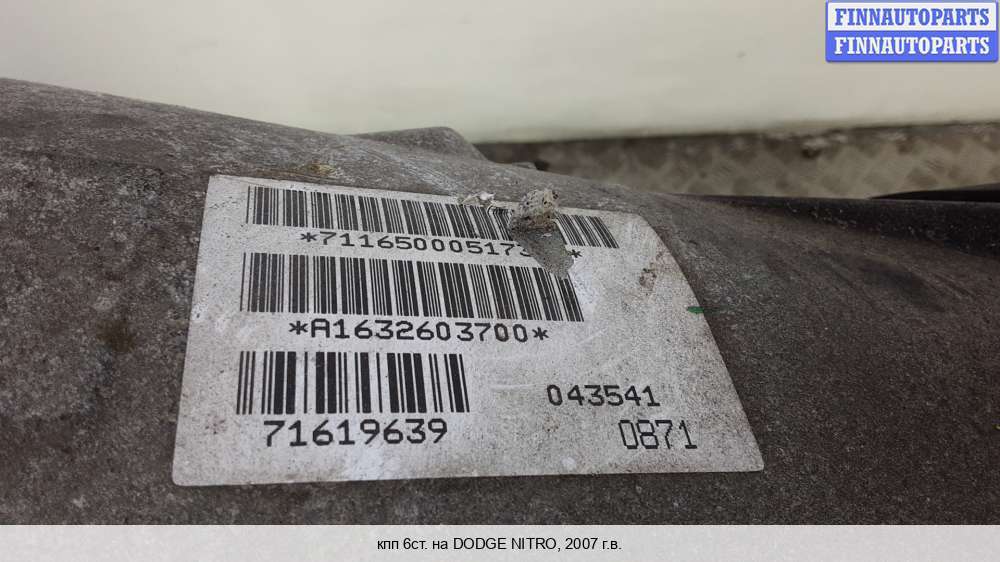 FINNAUTOPARTS
FINNAUTOPARTS
*A1632603700*
71619639
043541
0871
кпп 6ст. на DODGE NITRO, 2007 г.в.